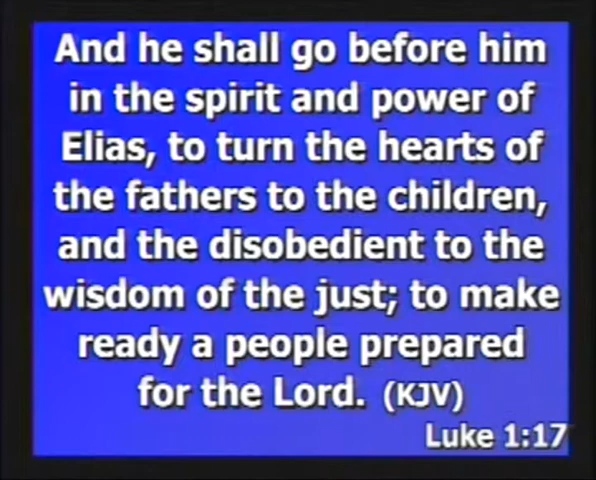 And he shall go before him
in the spirit and power of
Elias, to turn the hearts of
the fathers to the children,
and the disobedient to the
wisdom of the just; to make
ready a people prepared
for the Lord. (KJV)
Luke 1:17